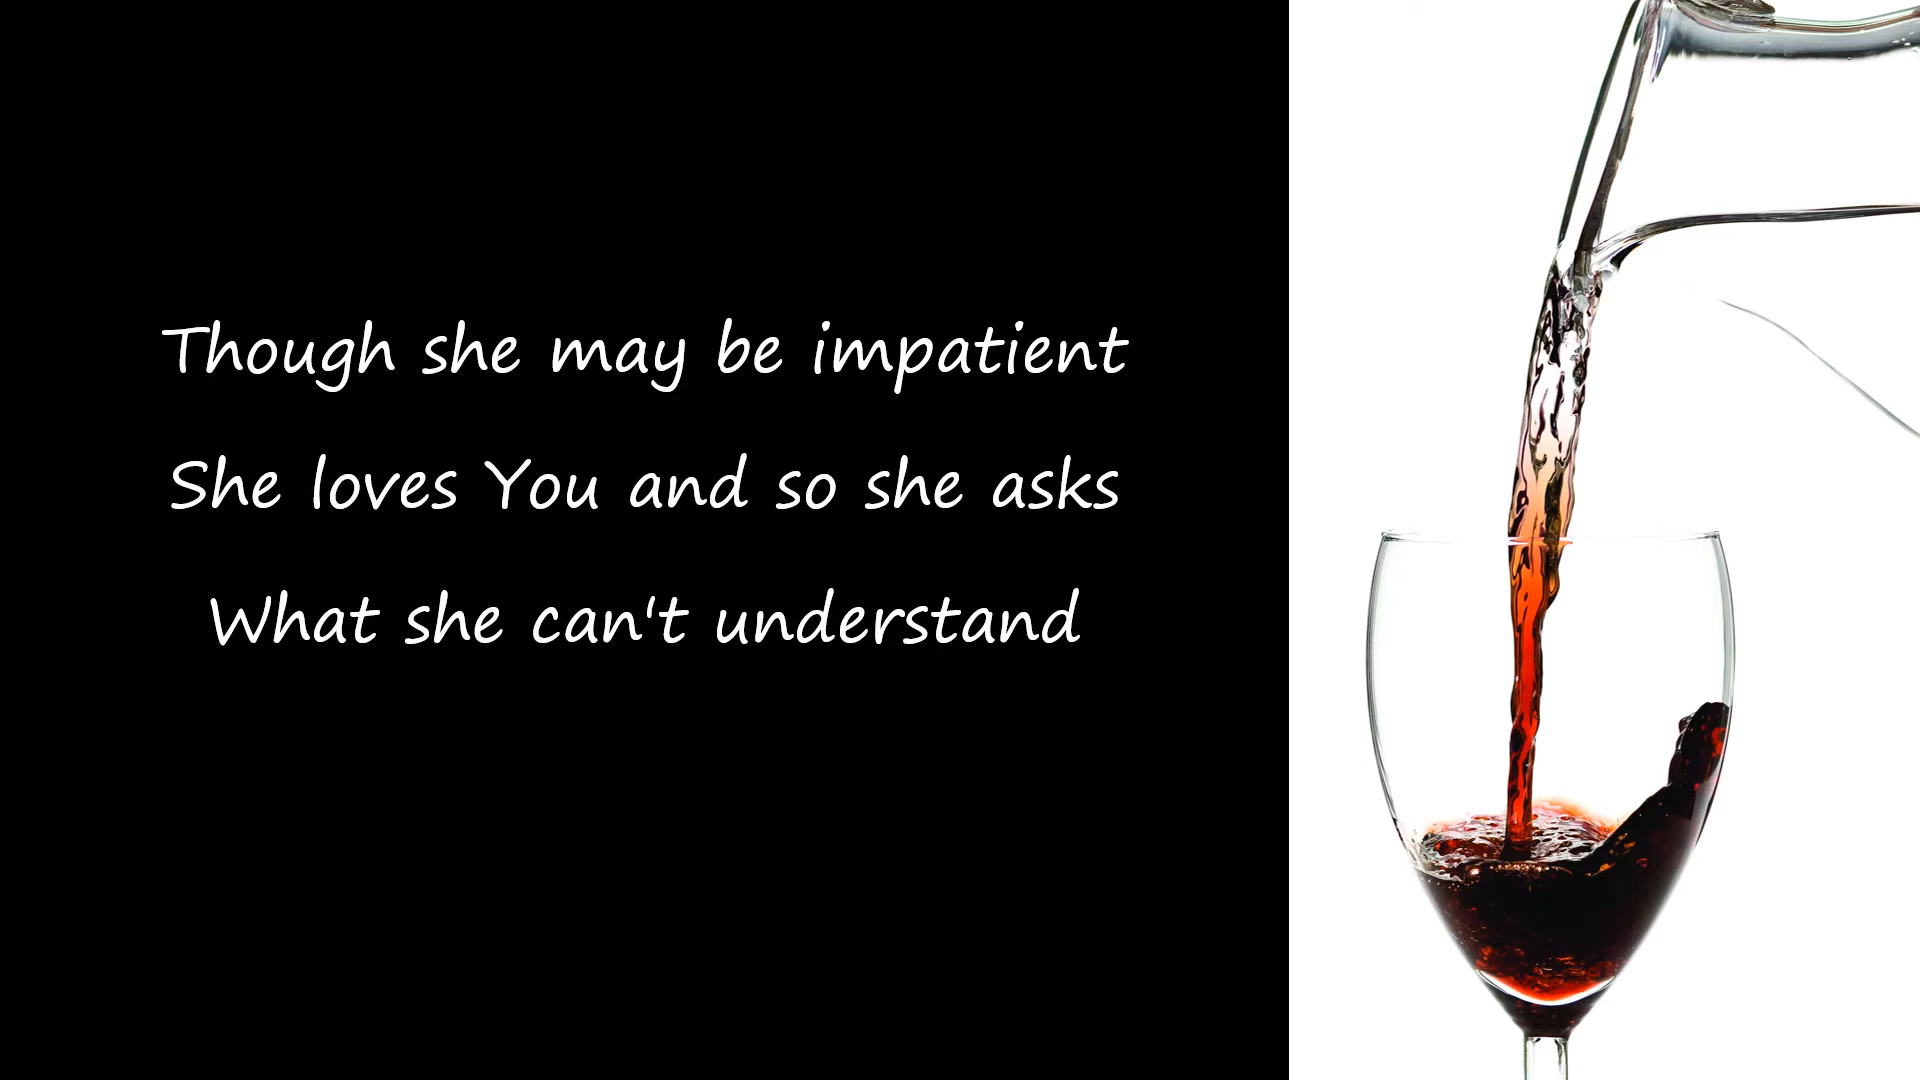 Though she may be impatient
She loves You and so she asks
What she can't understand